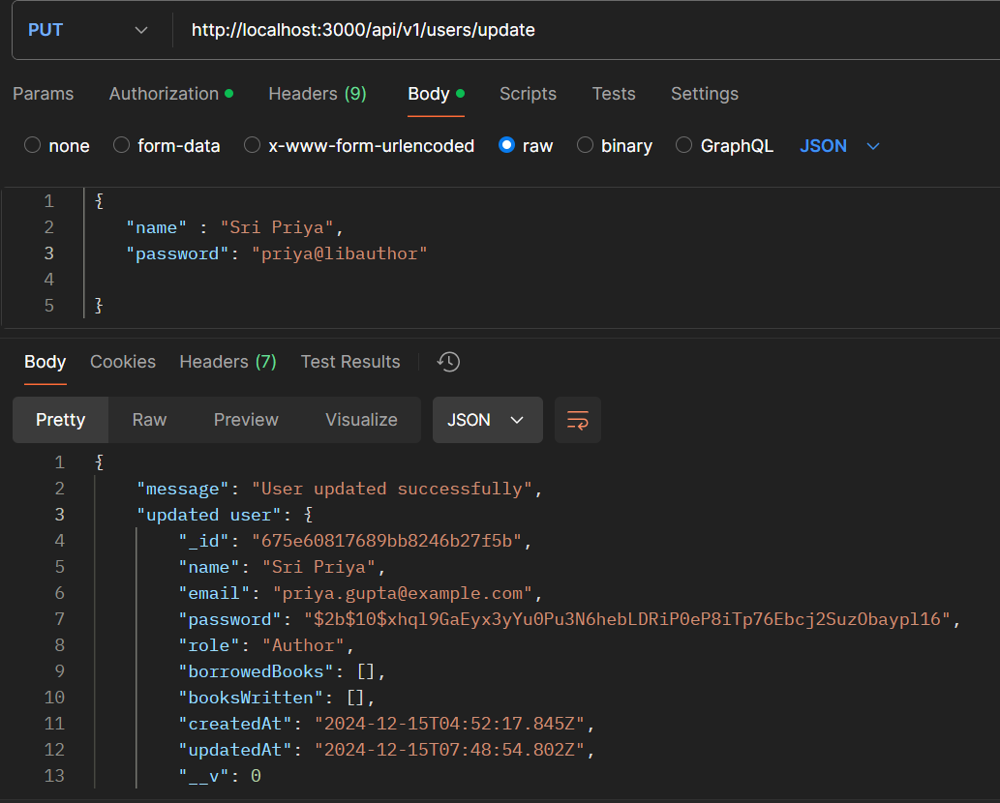 PUT http://localhost:3000/api/v1/users/update
Params Authorization Headers (9) Body Scripts Tests Settings
none form-data x-www-form-urlencoded raw binary GraphQL JSON
1 {
2 "name" : "Sri Priya",
3 "password": "priya@libauthor"
4
5 }
Body Cookies Headers (7) Test Results
Pretty Raw Preview Visualize JSON
1 {
2 "message": "User updated successfully",
3 "updated user": {
4 "_id": "675e60817689bb8246b27f5b",
5 "name": "Sri Priya",
6 "email": "priya.gupta@example.com",
7 "password": "$2b$10$xhql9GaEyx3yYu0Pu3N6hebLDRiP0eP8iTp76Ebcj2SuzObaypl16",
8 "role": "Author",
9 "borrowedBooks": [],
10 "booksWritten": [],
11 "createdAt": "2024-12-15T04:52:17.845Z",
12 "updatedAt": "2024-12-15T07:48:54.802Z",
13 "__v": 0